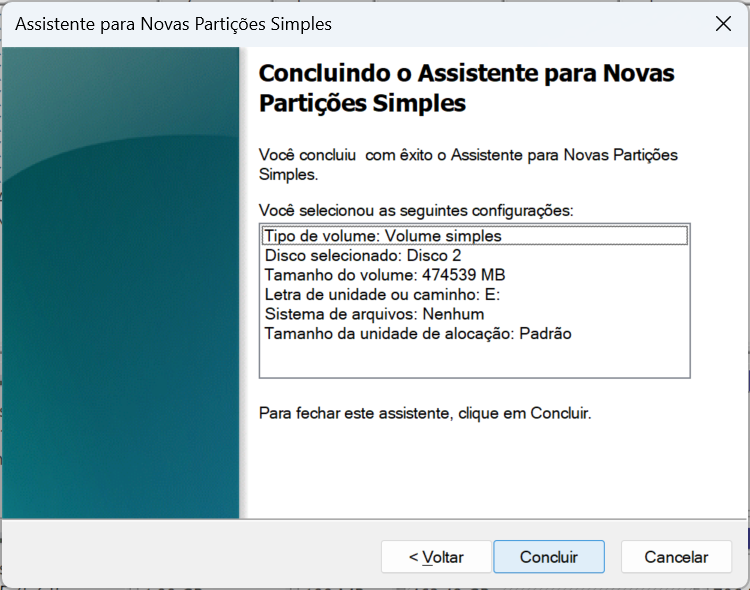 Assistente para Novas Partições Simples
Concluindo o Assistente para Novas
Partições Simples
Você concluiu  com êxito o Assistente para Novas Partições
Simples.
Você selecionou as seguintes configurações:
Tipo de volume: Volume simples
Disco selecionado: Disco 2
Tamanho do volume: 474539 MB
Letra de unidade ou caminho: E:
Sistema de arquivos: Nenhum
Tamanho da unidade de alocação: Padrão
Para fechar este assistente, clique em Concluir.
< Voltar
Concluir
Cancelar